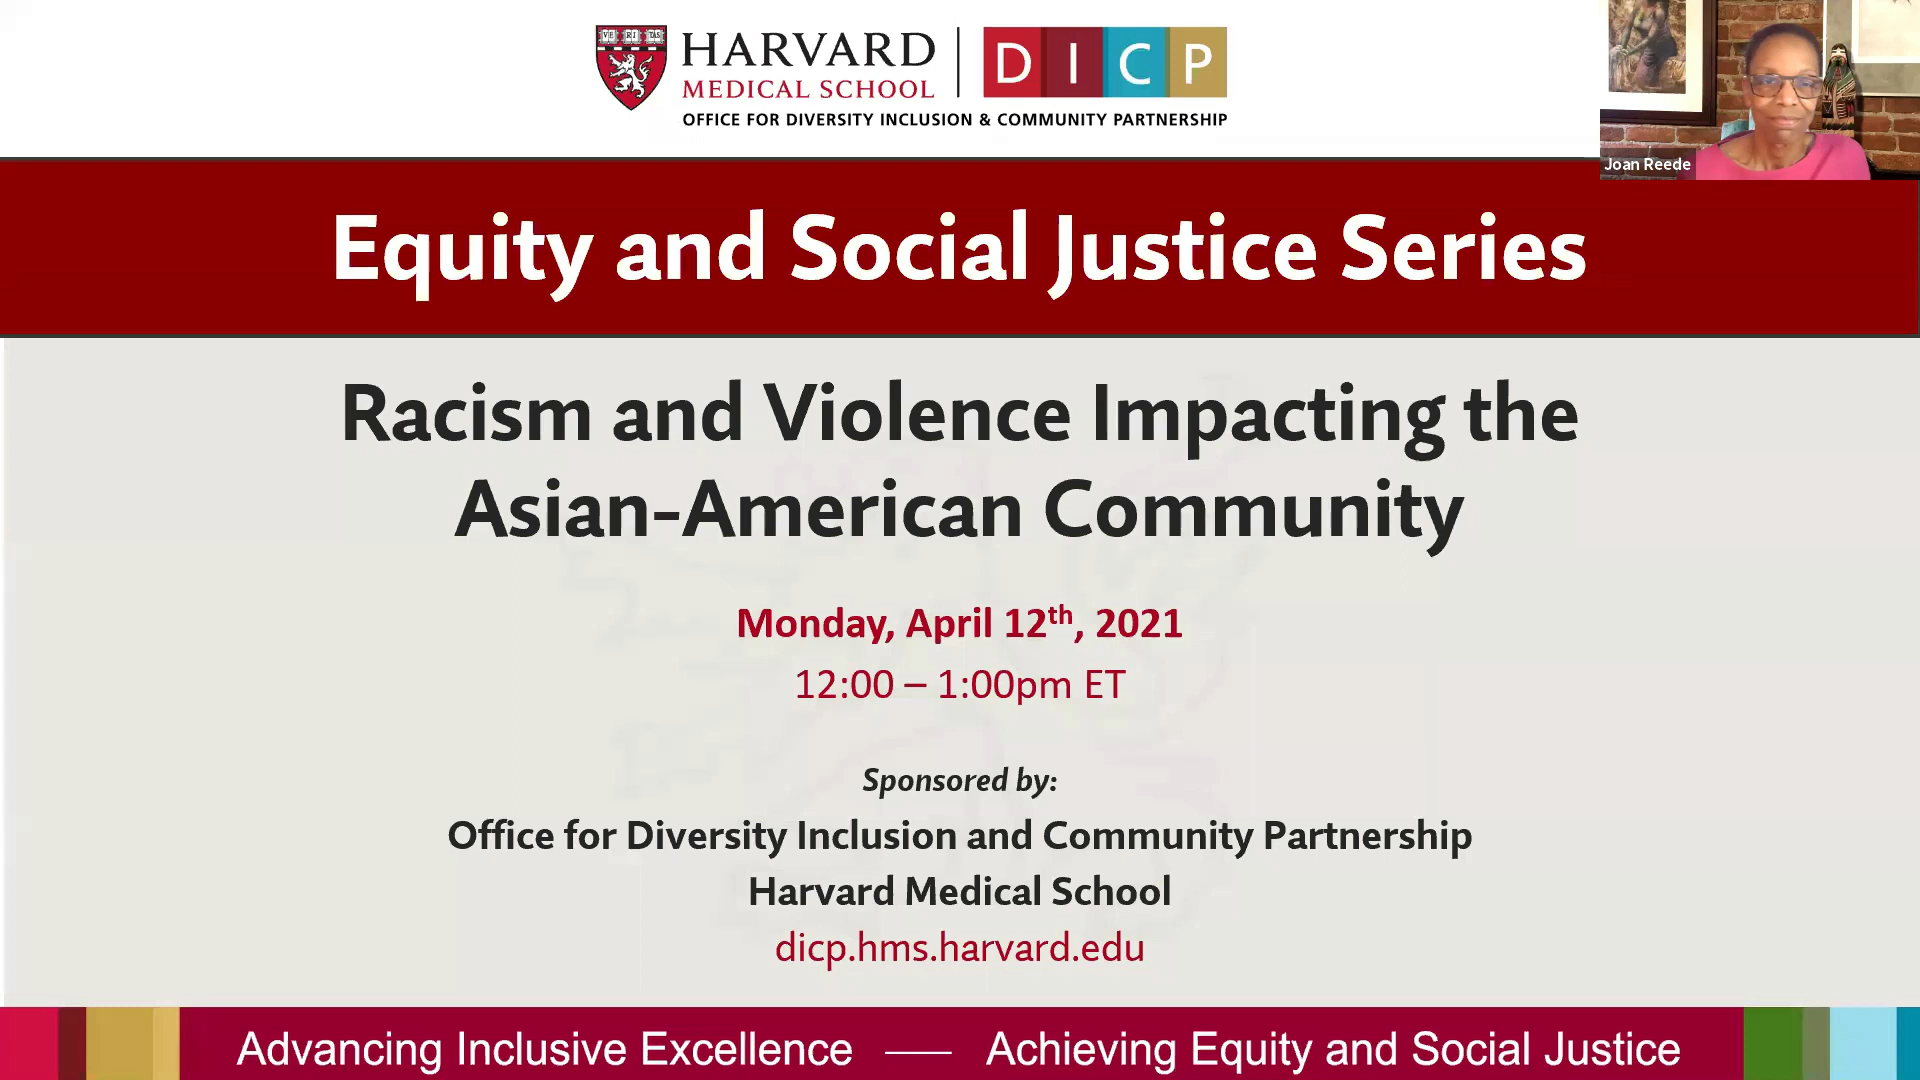 VE RI TAS
HARVARD
MEDICAL SCHOOL
DICP
OFFICE FOR DIVERSITY INCLUSION & COMMUNITY PARTNERSHIP
Joan Reede
Equity and Social Justice Series
Racism and Violence Impacting the
Asian-American Community
Monday, April 12th, 2021
12:00 – 1:00pm ET
Sponsored by:
Office for Diversity Inclusion and Community Partnership
Harvard Medical School
dicp.hms.harvard.edu
Advancing Inclusive Excellence —— Achieving Equity and Social Justice